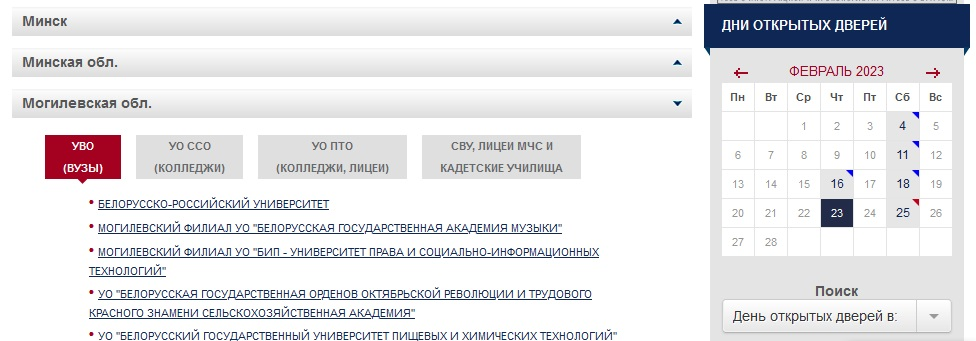 Минск
Минская обл.
Могилевская обл.
УВО
(ВУЗЫ)
УО ССО
(КОЛЛЕДЖИ)
УО ПТО
(КОЛЛЕДЖИ, ЛИЦЕИ)
СВУ, ЛИЦЕИ МЧС И
КАДЕТСКИЕ УЧИЛИЩА
• БЕЛОРУССКО-РОССИЙСКИЙ УНИВЕРСИТЕТ
• МОГИЛЕВСКИЙ ФИЛИАЛ УО "БЕЛОРУССКАЯ ГОСУДАРСТВЕННАЯ АКАДЕМИЯ МУЗЫКИ"
• МОГИЛЕВСКИЙ ФИЛИАЛ УО "БИП - УНИВЕРСИТЕТ ПРАВА И СОЦИАЛЬНО-ИНФОРМАЦИОННЫХ
ТЕХНОЛОГИЙ"
• УО "БЕЛОРУССКАЯ ГОСУДАРСТВЕННАЯ ОРДЕНОВ ОКТЯБРЬСКОЙ РЕВОЛЮЦИИ И ТРУДОВОГО
КРАСНОГО ЗНАМЕНИ СЕЛЬСКОХОЗЯЙСТВЕННАЯ АКАДЕМИЯ"
• УО "БЕЛОРУССКИЙ ГОСУДАРСТВЕННЫЙ УНИВЕРСИТЕТ ПИЩЕВЫХ И ХИМИЧЕСКИХ ТЕХНОЛОГИЙ"
ДНИ ОТКРЫТЫХ ДВЕРЕЙ
ФЕВРАЛЬ 2023
Пн Вт Ср Чт Пт Сб Вс
1 2 3 4 5
6 7 8 9 10 11 12
13 14 15 16 17 18 19
20 21 22 23 24 25 26
27 28
Поиск
День открытых дверей в: